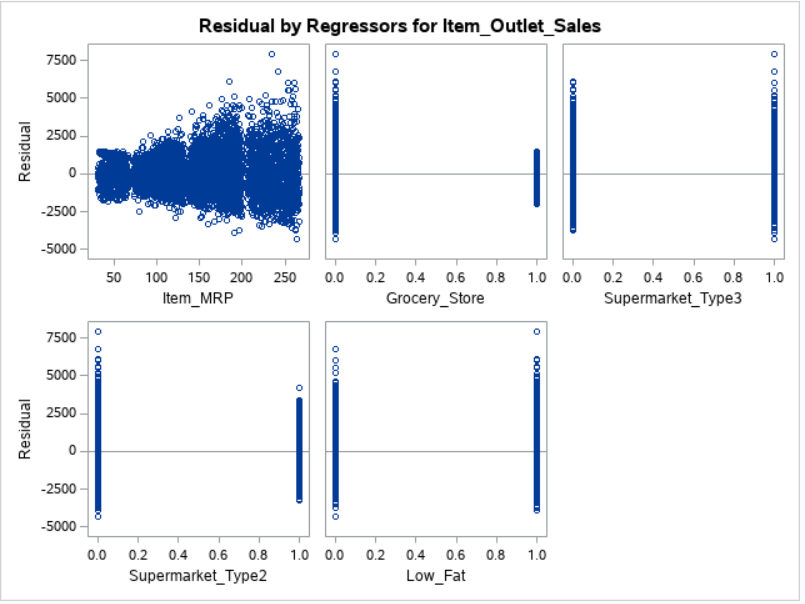 Residual by Regressors for Item_Outlet_Sales
7500
5000
2500
0
-2500
-5000
Residual
50 100 150 200 250
Item_MRP
0.0 0.2 0.4 0.6 0.8 1.0
Grocery_Store
0.0 0.2 0.4 0.6 0.8 1.0
Supermarket_Type3
7500
5000
2500
0
-2500
-5000
Residual
0.0 0.2 0.4 0.6 0.8 1.0
Supermarket_Type2
0.0 0.2 0.4 0.6 0.8 1.0
Low_Fat